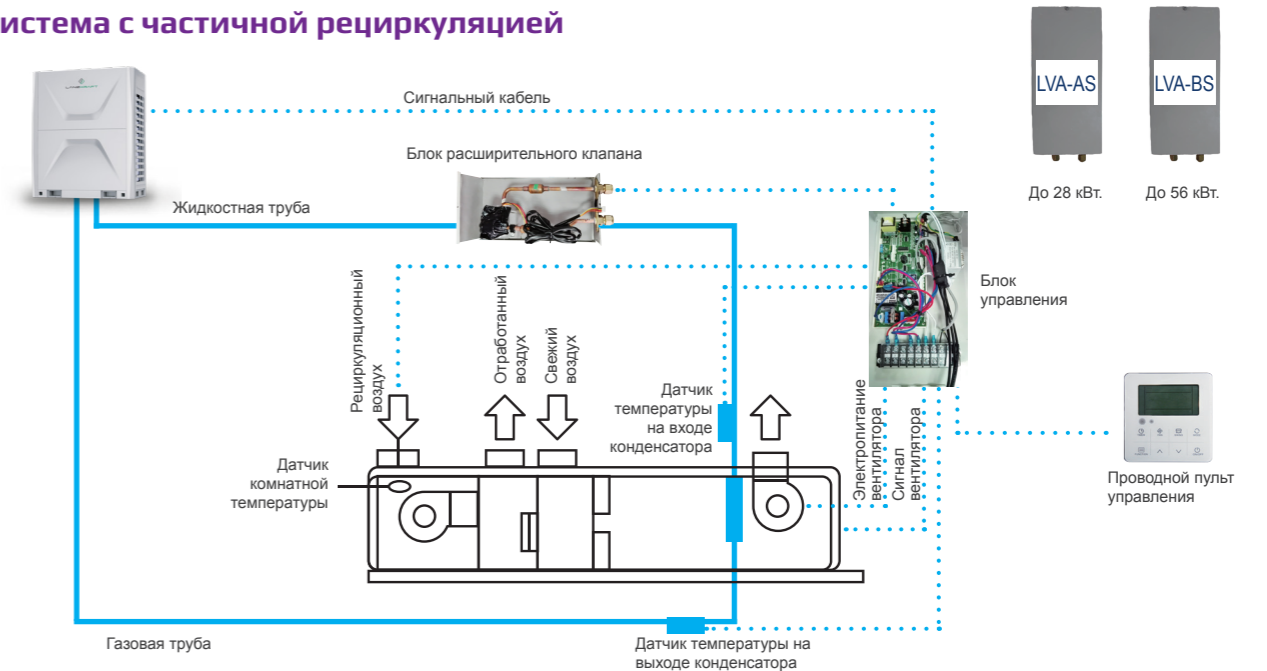 истема с частичной рециркуляцией
Сигнальный кабель
Блок расширительного клапана
Жидкостная труба
LVA-AS
LVA-BS
До 28 кВт.
До 56 кВт.
Блок
управления
Рециркуляционный
воздух
Отработанный
воздух
Свежий
воздух
Датчик
температуры
на входе
конденсатора
Электропитание
вентилятора
Сигнал
вентилятора
Датчик
комнатной
температуры
Проводной пульт
управления
Газовая труба
Датчик температуры на
выходе конденсатора